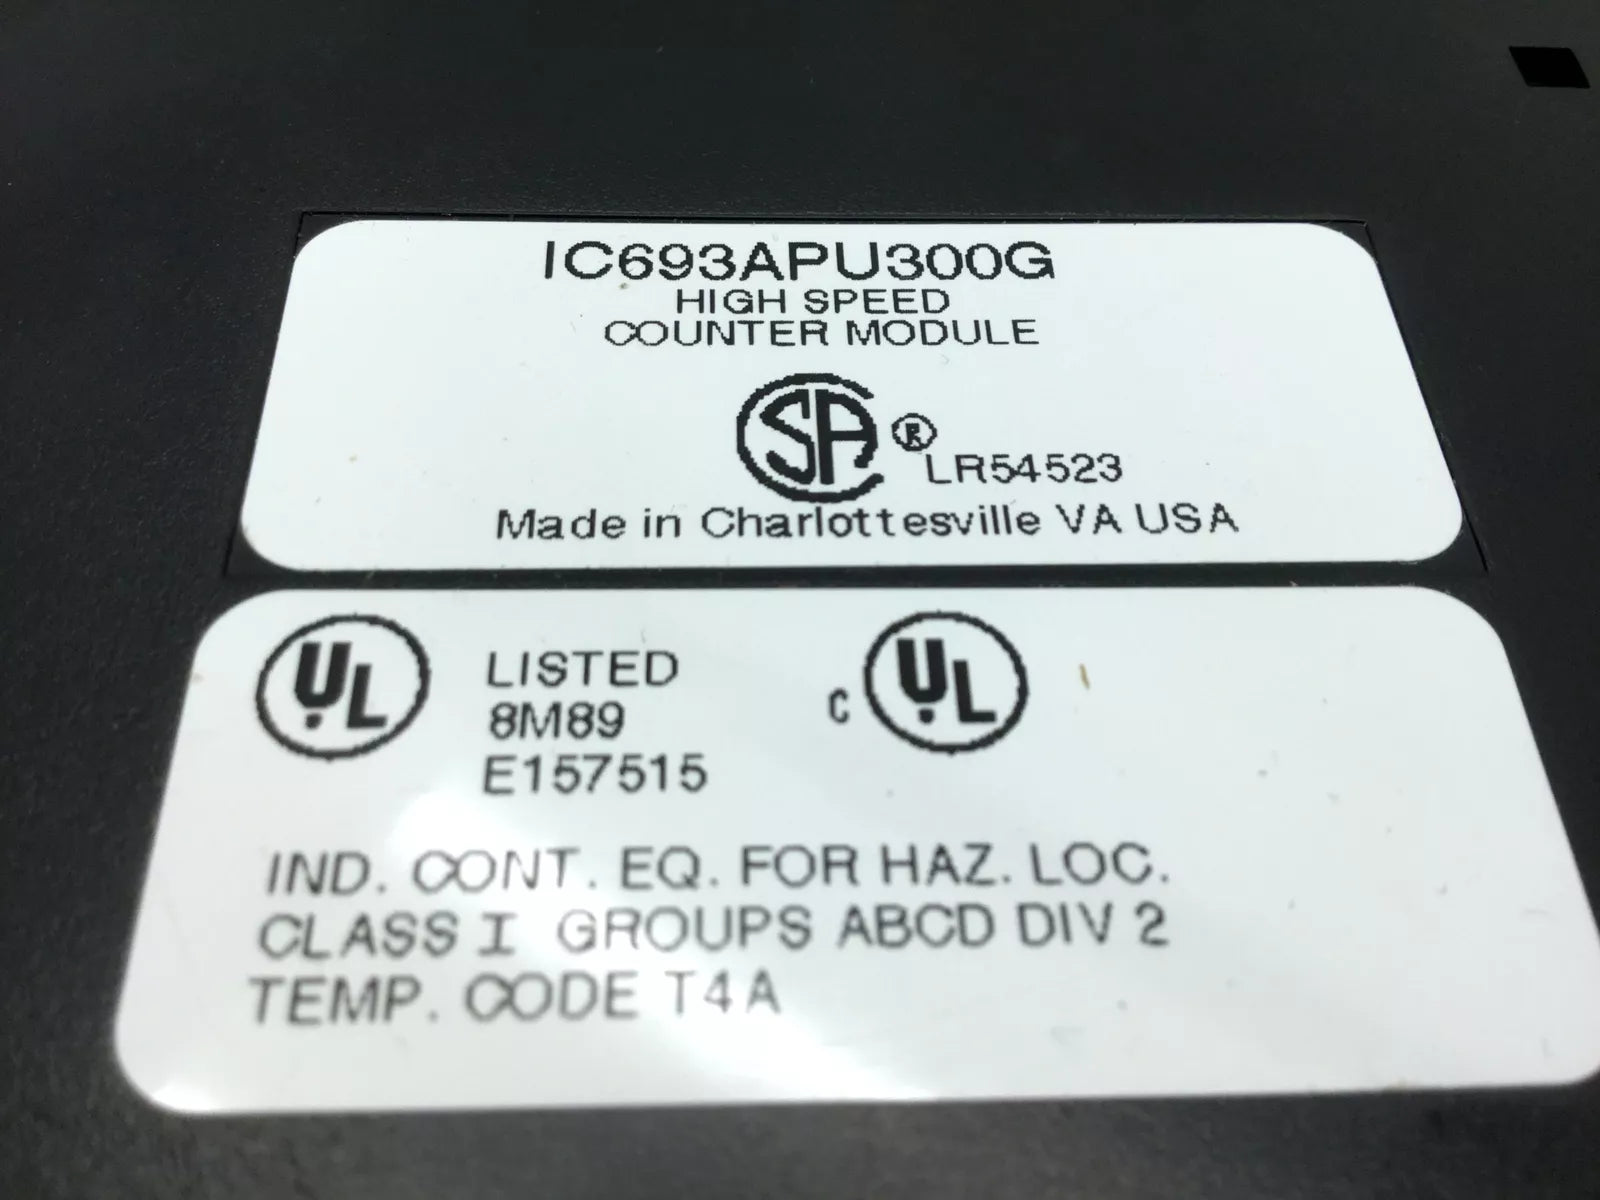 IC693APU300G
HIGH SPEED
COUNTER MODULE
SA ® LR54523
Made in Charlottesville VA USA
UL LISTED c UL
8M89
E157515
IND. CONT. EQ. FOR HAZ. LOC.
CLASS I GROUPS ABCD DIV 2
TEMP. CODE T4A